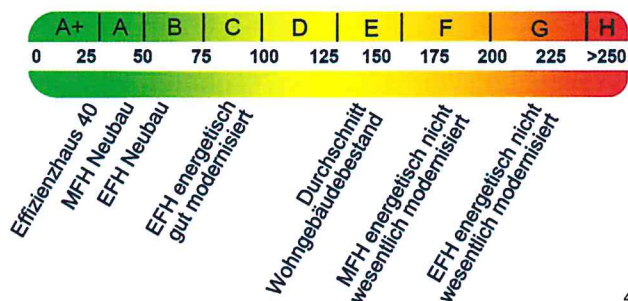 A+ A B C D E F G H
0 25 50 75 100 125 150 175 200 225 >250
Effizienzhaus 40
MFH Neubau
EFH Neubau
EFH energetisch
gut modernisiert
Durchschnitt
Wohngebäudebestand
MFH energetisch nicht
wesentlich modernisiert
EFH energetisch nicht
wesentlich modernisiert